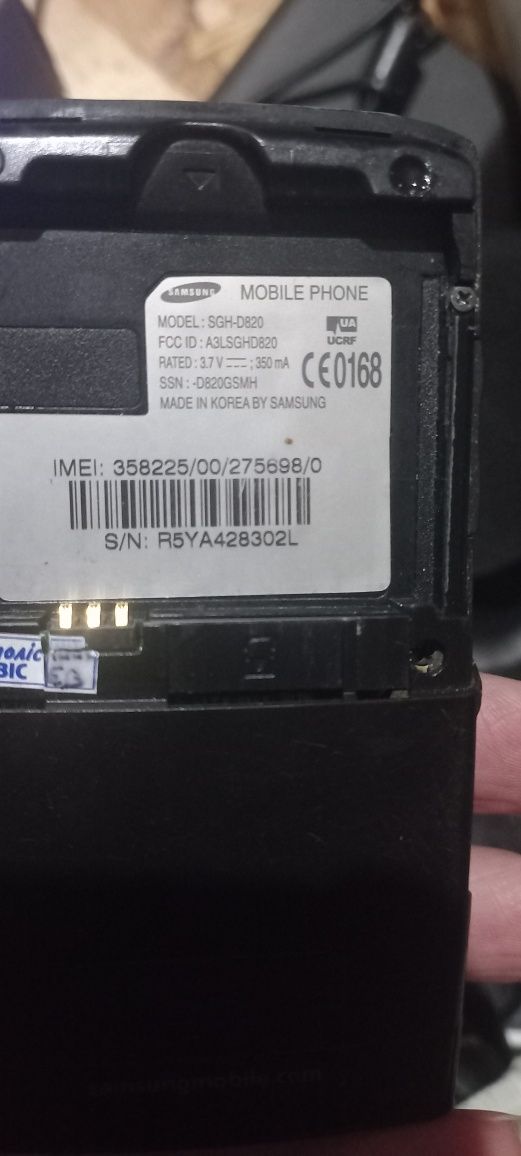 SAMSUNG MOBILE PHONE
MODEL : SGH-D820
FCC ID : A3LSGHD820
RATED : 3.7 V ; 350 mA
SSN : -D820GSMH
MADE IN KOREA BY SAMSUNG
UA
UCRF
CE0168
IMEI: 358225/00/275698/0
S/N: R5YA428302L
samsungmobile.com